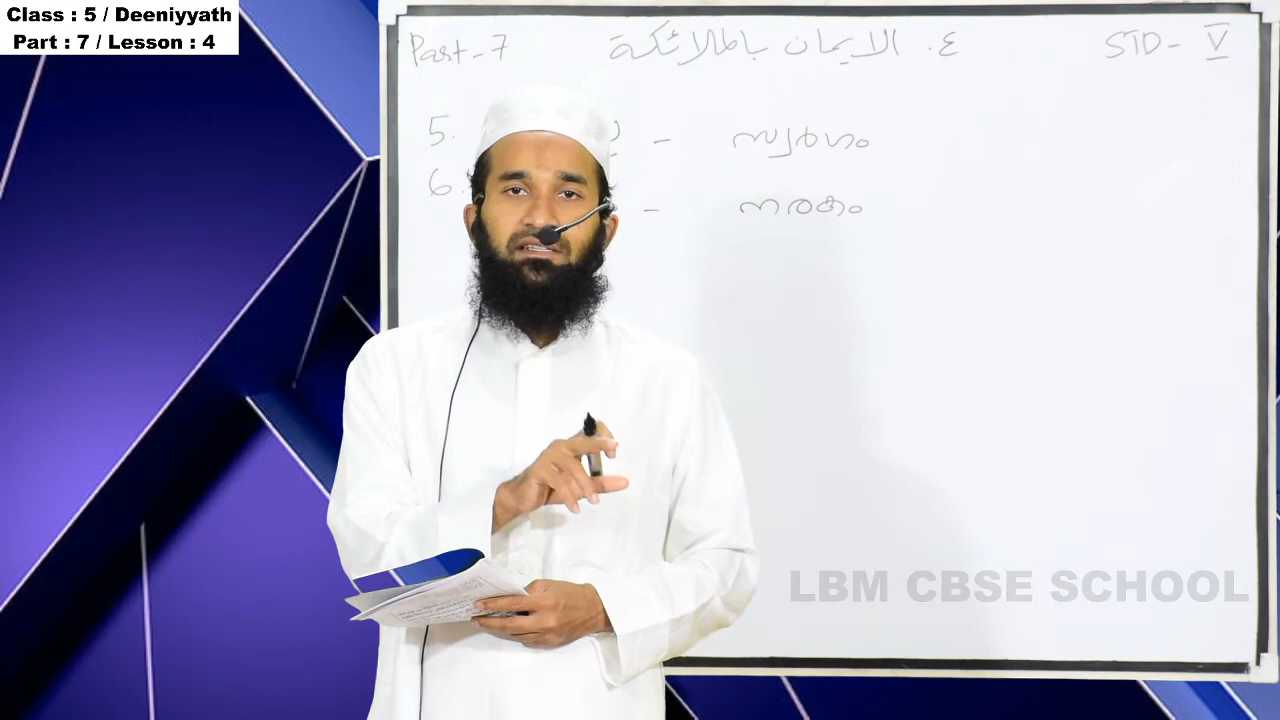 Class : 5 / Deeniyyath
Part : 7 / Lesson : 4
Part - 7 ٤. الايمان بالملائكة STD - V
5. - സ്വർഗം
6. - നരകം
LBM CBSE SCHOOL